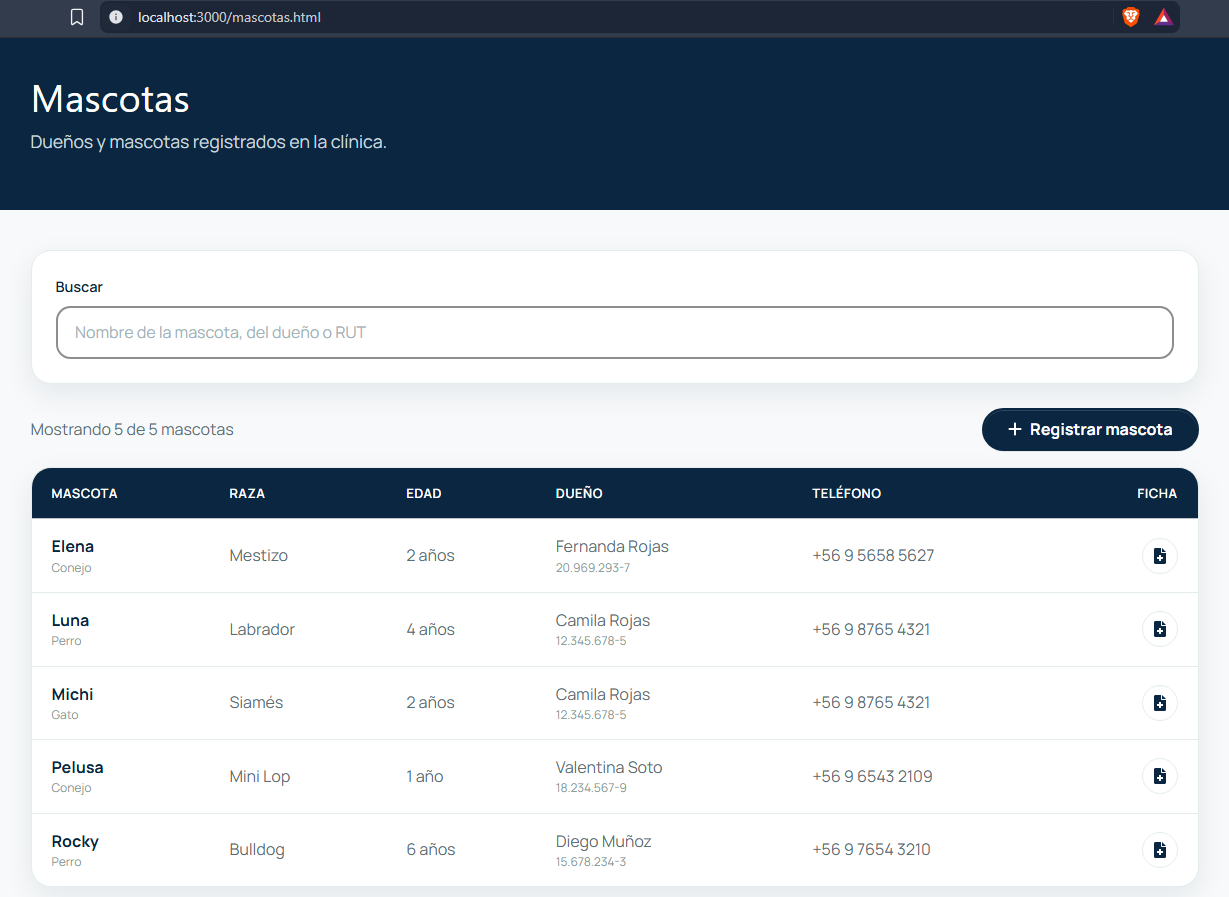 localhost:3000/mascotas.html
Mascotas
Dueños y mascotas registrados en la clínica.
Buscar
Nombre de la mascota, del dueño o RUT
Mostrando 5 de 5 mascotas
+ Registrar mascota
MASCOTA RAZA EDAD DUEÑO TELÉFONO FICHA
Elena
Conejo
Mestizo
2 años
Fernanda Rojas
20.969.293-7
+56 9 5658 5627
Luna
Perro
Labrador
4 años
Camila Rojas
12.345.678-5
+56 9 8765 4321
Michi
Gato
Siamés
2 años
Camila Rojas
12.345.678-5
+56 9 8765 4321
Pelusa
Conejo
Mini Lop
1 año
Valentina Soto
18.234.567-9
+56 9 6543 2109
Rocky
Perro
Bulldog
6 años
Diego Muñoz
15.678.234-3
+56 9 7654 3210